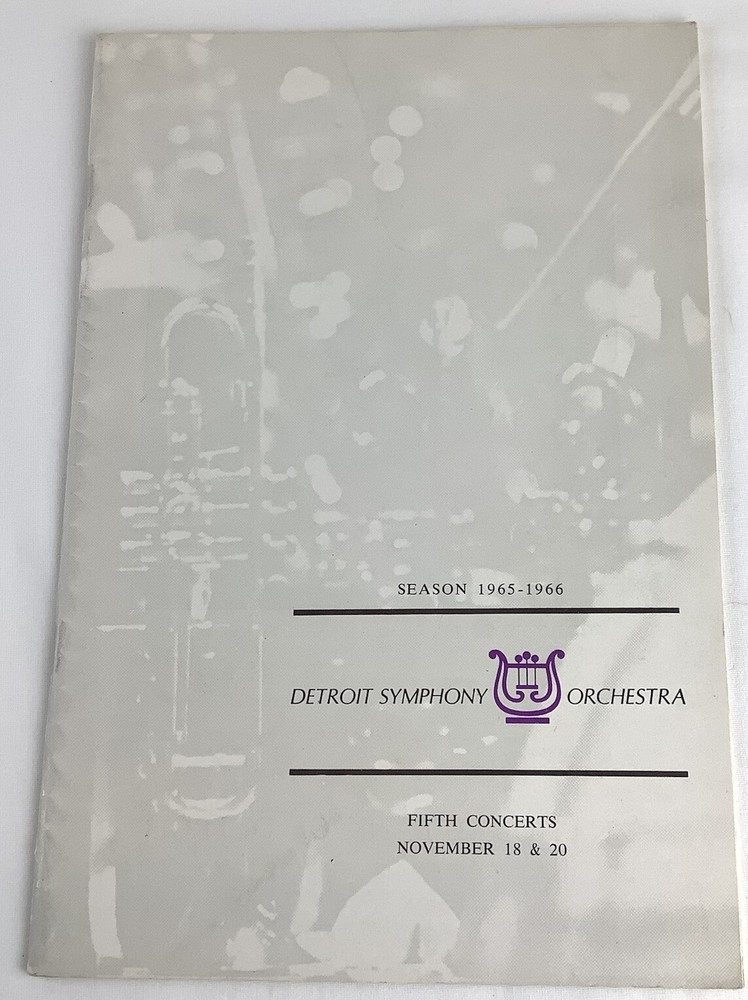 SEASON 1965-1966
DETROIT SYMPHONY ORCHESTRA
FIFTH CONCERTS
NOVEMBER 18 & 20